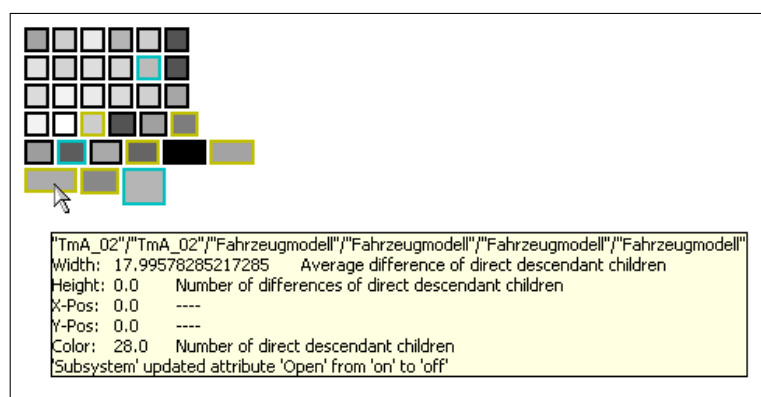 "TmA_02"/"TmA_02"/"Fahrzeugmodell"/"Fahrzeugmodell"/"Fahrzeugmodell"/"Fahrzeugmodell"
Width: 17.99578285217285 Average difference of direct descendant children
Height: 0.0 Number of differences of direct descendant children
X-Pos: 0.0 ----
Y-Pos: 0.0 ----
Color: 28.0 Number of direct descendant children
'Subsystem' updated attribute 'Open' from 'on' to 'off'